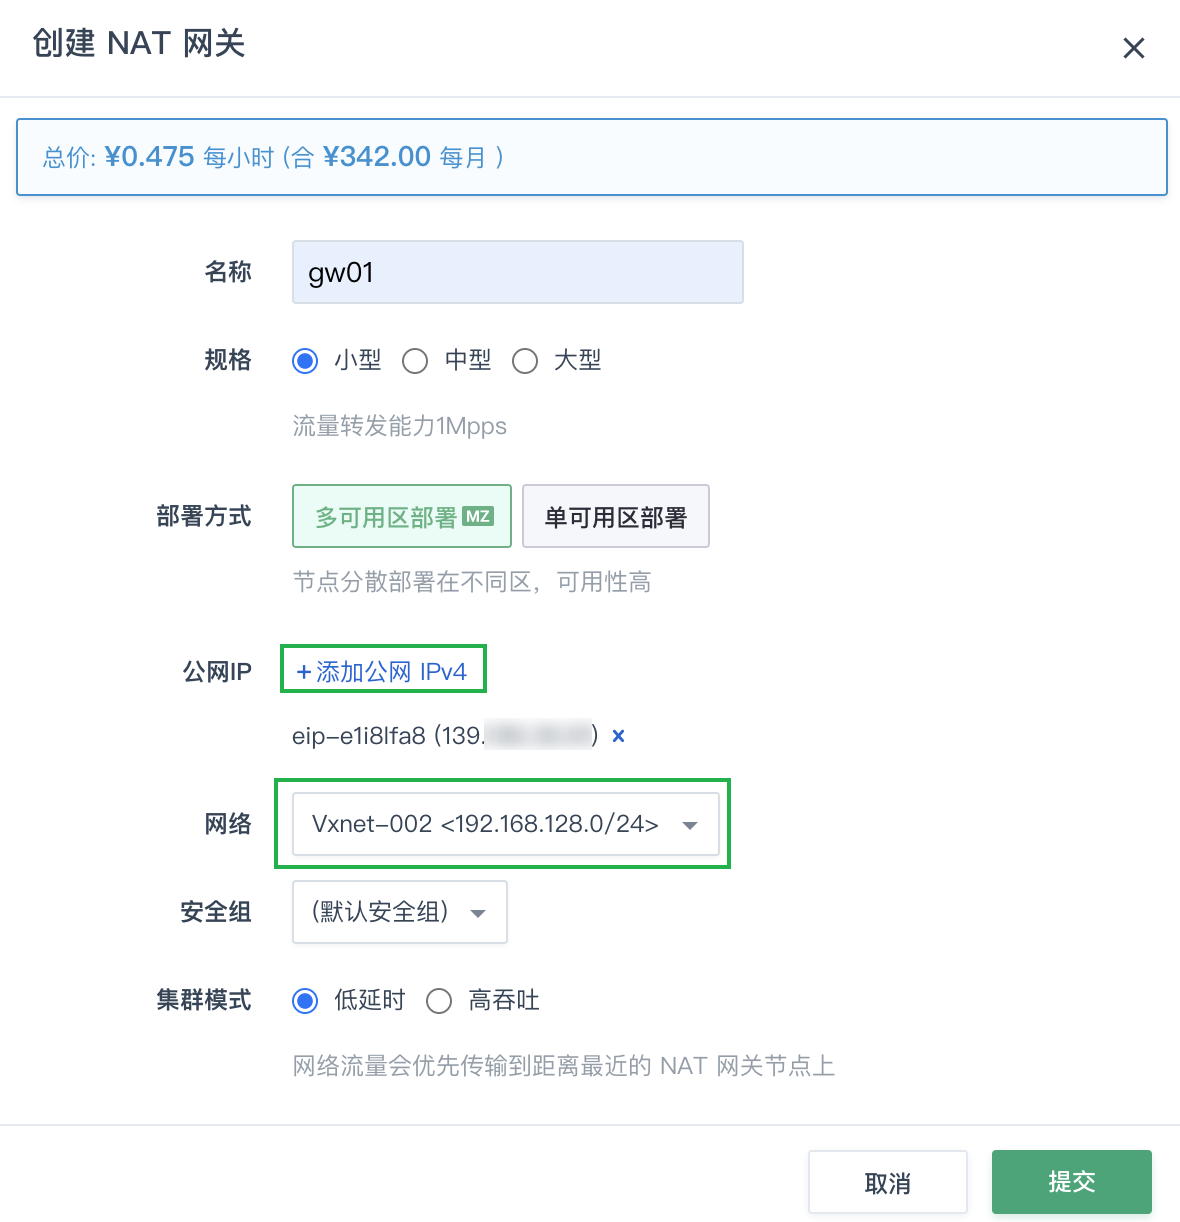 创建 NAT 网关
总价: ¥0.475 每小时 (合 ¥342.00 每月 )
名称 gw01
规格 小型 中型 大型
流量转发能力1Mpps
部署方式 多可用区部署 MZ 单可用区部署
节点分散部署在不同区，可用性高
公网IP +添加公网 IPv4
eip-e1i8lfa8 (139. ) ×
网络 Vxnet-002 <192.168.128.0/24>
安全组 (默认安全组)
集群模式 低延时 高吞吐
网络流量会优先传输到距离最近的 NAT 网关节点上
取消 提交